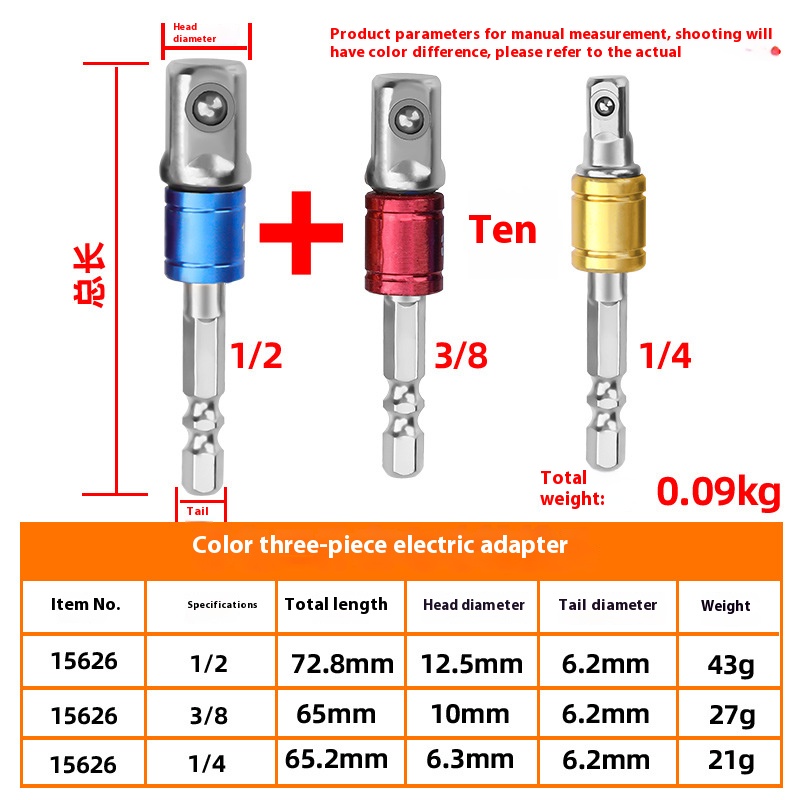 Head
diameter
Product parameters for manual measurement, shooting will
have color difference, please refer to the actual
总长
Ten
1/2
3/8
1/4
Total
weight:
0.09kg
Tail
Color three-piece electric adapter
Item No. Specifications Total length Head diameter Tail diameter Weight
15626 1/2 72.8mm 12.5mm 6.2mm 43g
15626 3/8 65mm 10mm 6.2mm 27g
15626 1/4 65.2mm 6.3mm 6.2mm 21g